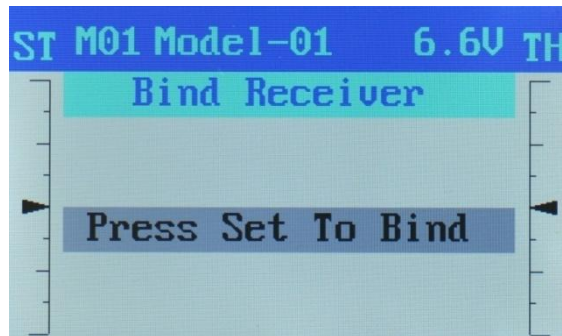 ST M01 Model-01 6.6V TH
Bind Receiver
Press Set To Bind